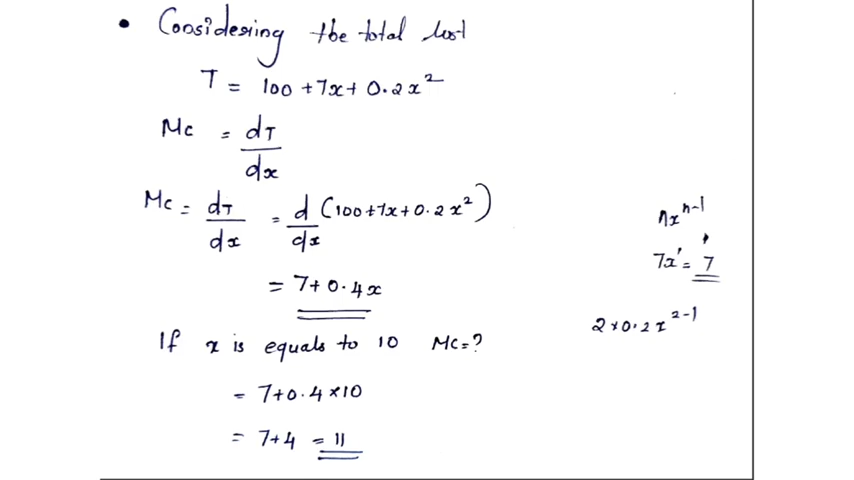 • Considering the total cost
T = 100 + 7x + 0.2x²
Mc = dT/dx
Mc = dT/dx = d/dx (100+7x+0.2x²)
= 7+0.4x
If x is equals to 10 Mc=?
= 7+0.4×10
= 7+4 = 11
nx^(n-1)
7x' = 7
2×0.2x^(2-1)